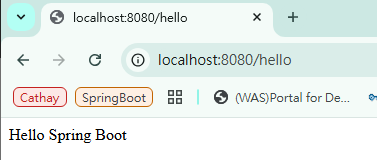 localhost:8080/hello
localhost:8080/hello
Cathay SpringBoot (WAS)Portal for De...
Hello Spring Boot